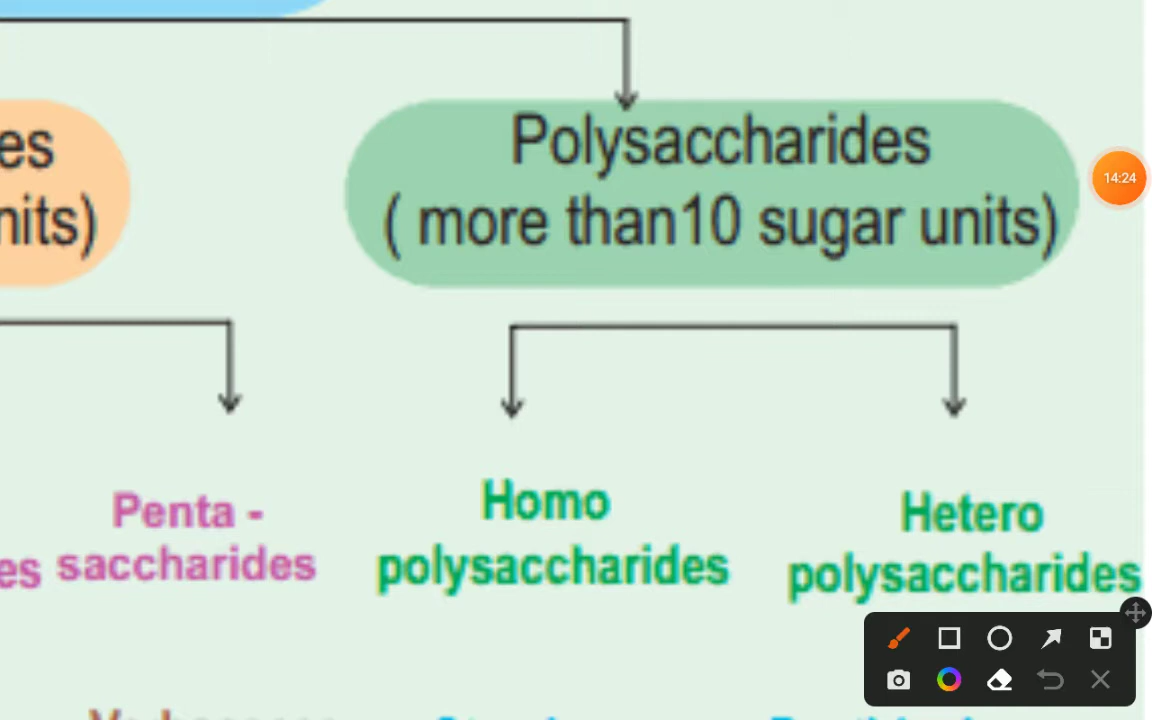 es
nits)
Polysaccharides
( more than10 sugar units)
14:24
Penta -
es saccharides
Homo
polysaccharides
Hetero
polysaccharides